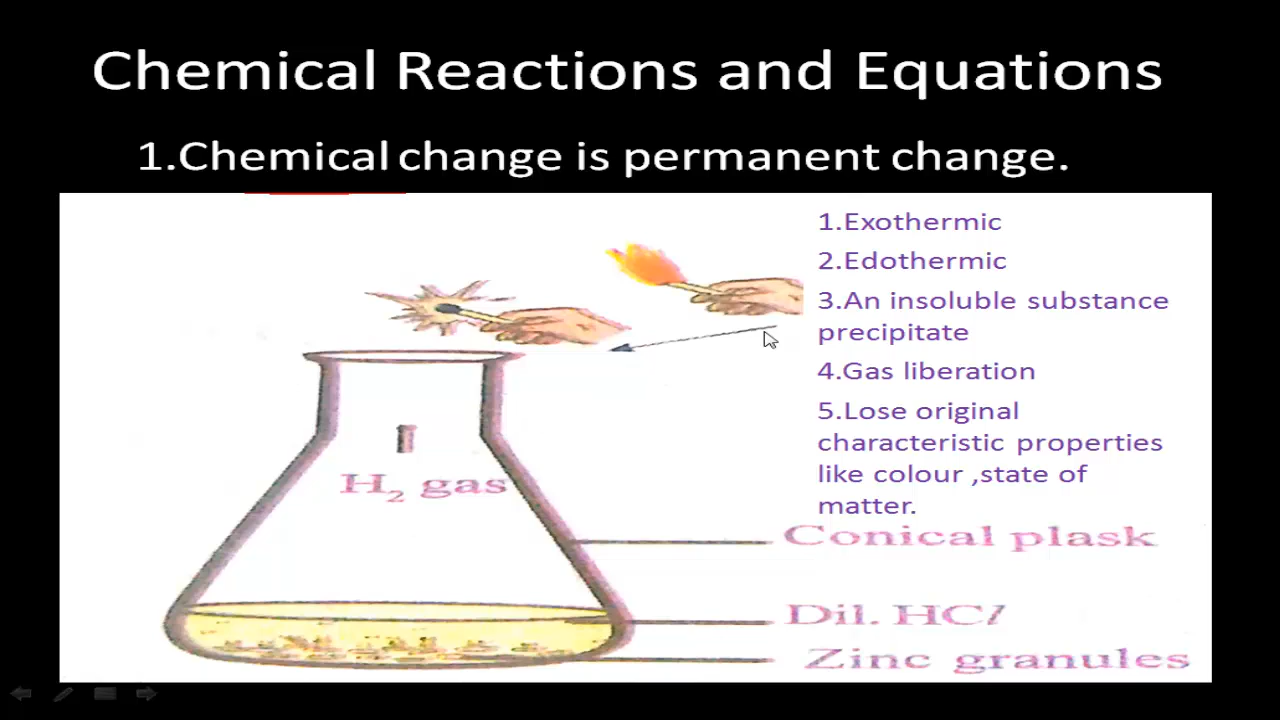 Chemical Reactions and Equations
1.Chemical change is permanent change.
1.Exothermic
2.Edothermic
3.An insoluble substance
precipitate
4.Gas liberation
5.Lose original
characteristic properties
like colour ,state of
matter.
H₂ gas
Conical plask
Dil. HCl
Zinc granules